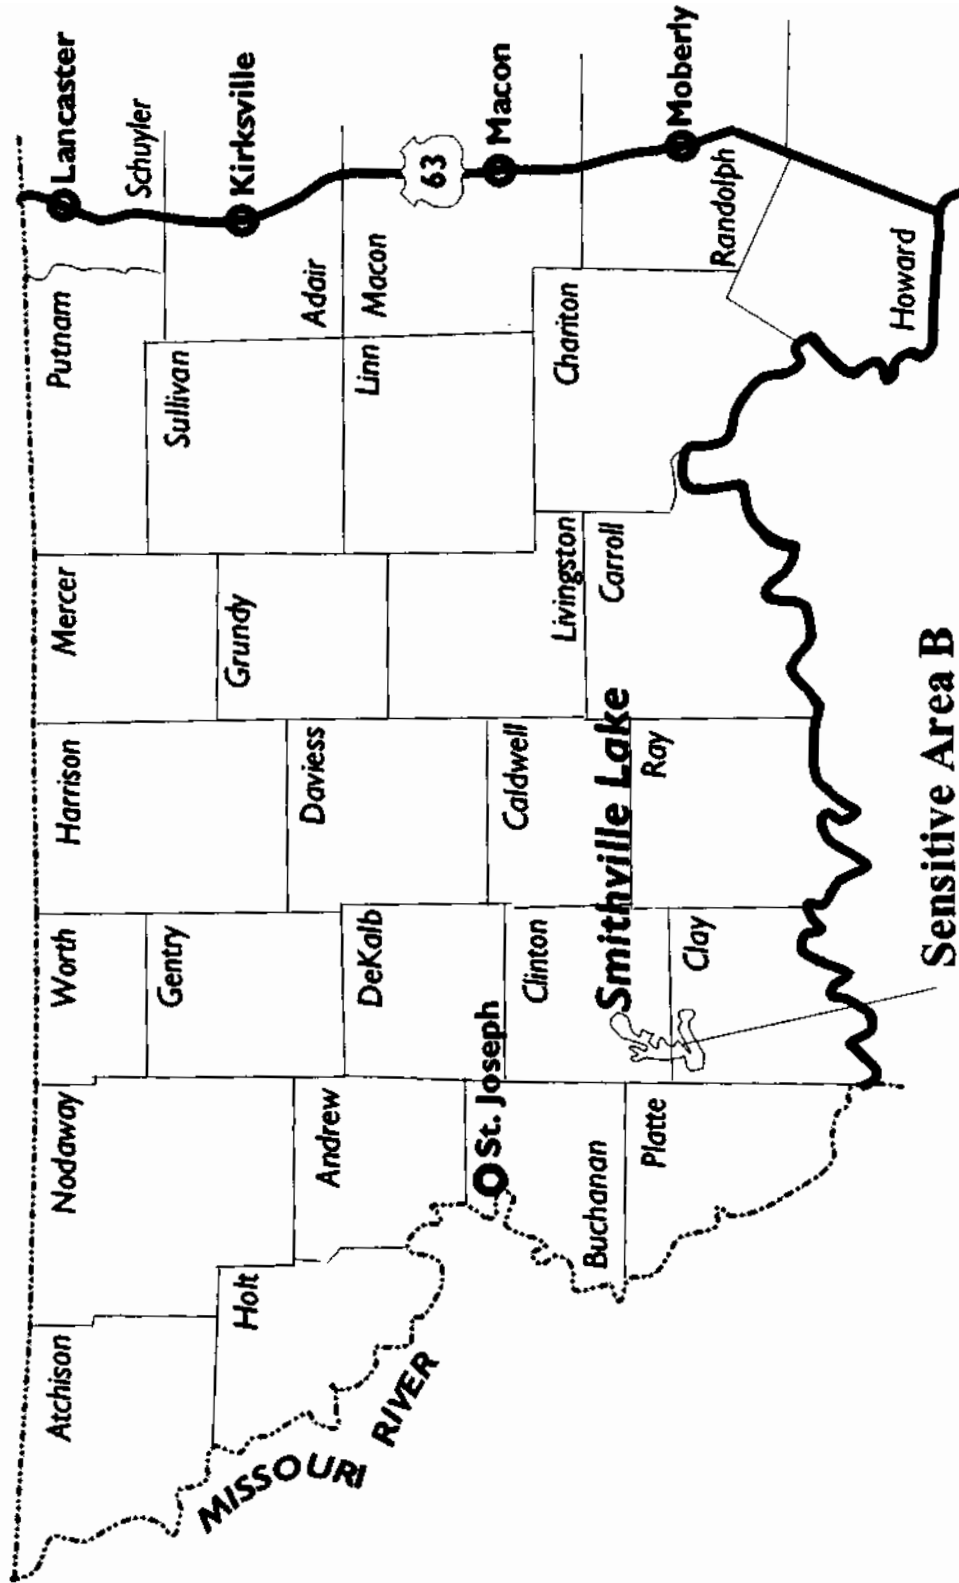 Atchison
Nodaway
Worth
Harrison
Mercer
Putnam
Lancaster
Schuyler
Holt
Gentry
Grundy
Sullivan
Kirksville
Andrew
DeKalb
Daviess
Linn
Adair
Macon
63
MISSOURI
RIVER
St. Joseph
Caldwell
Macon
Buchanan
Clinton
Livingston
Chariton
Smithville Lake
Carroll
Platte
Clay
Ray
Moberly
Randolph
Howard
Sensitive Area B